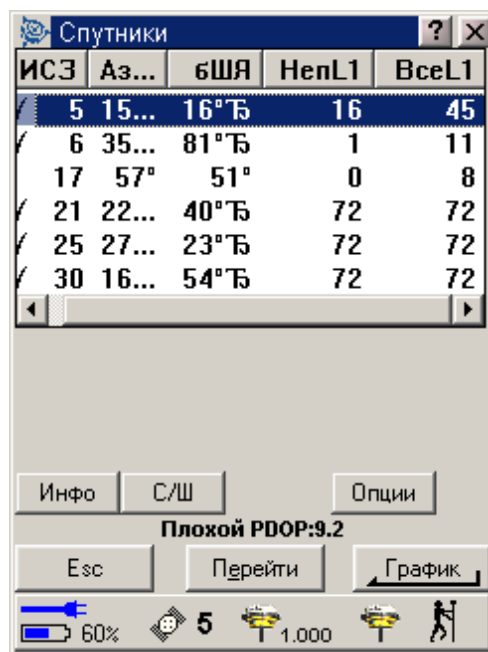 Спутники ? ×
ИСЗ Аз... бШЯ НепL1 ВсеL1
√ 5 15... 16°Ђ 16 45
√ 6 35... 81°Ђ 1 11
17 57° 51° 0 8
√ 21 22... 40°Ђ 72 72
√ 25 27... 23°Ђ 72 72
√ 30 16... 54°Ђ 72 72
Инфо С/Ш Опции
Плохой PDOP:9.2
Esc Перейти График
60% 5 1.000